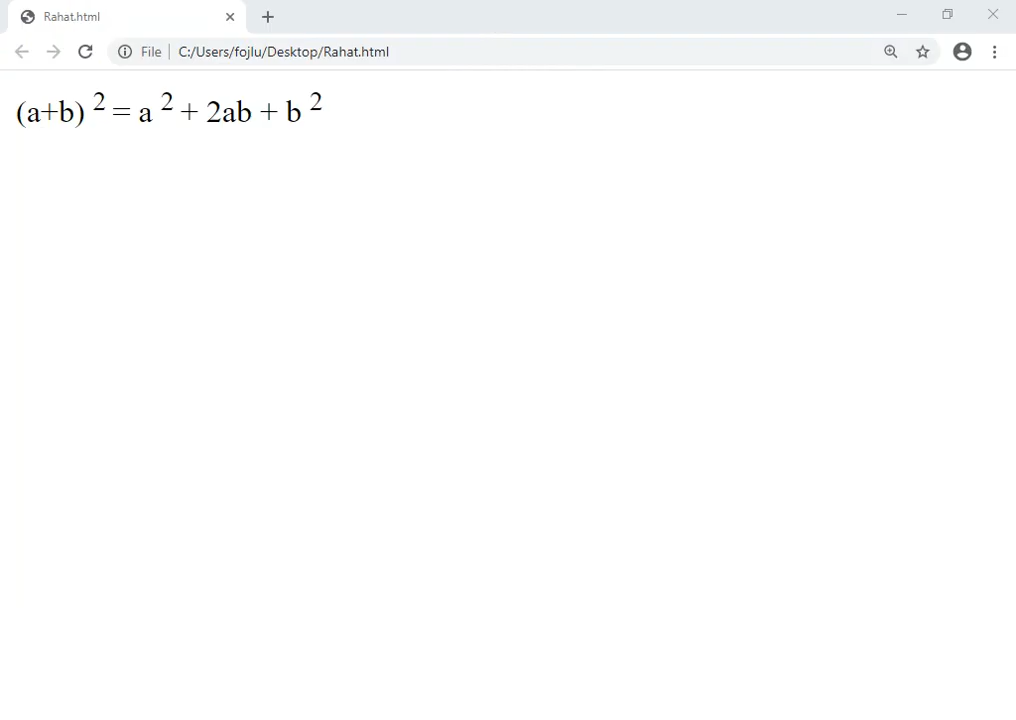 Rahat.html
File | C:/Users/fojlu/Desktop/Rahat.html
(a+b) ² = a ² + 2ab + b ²